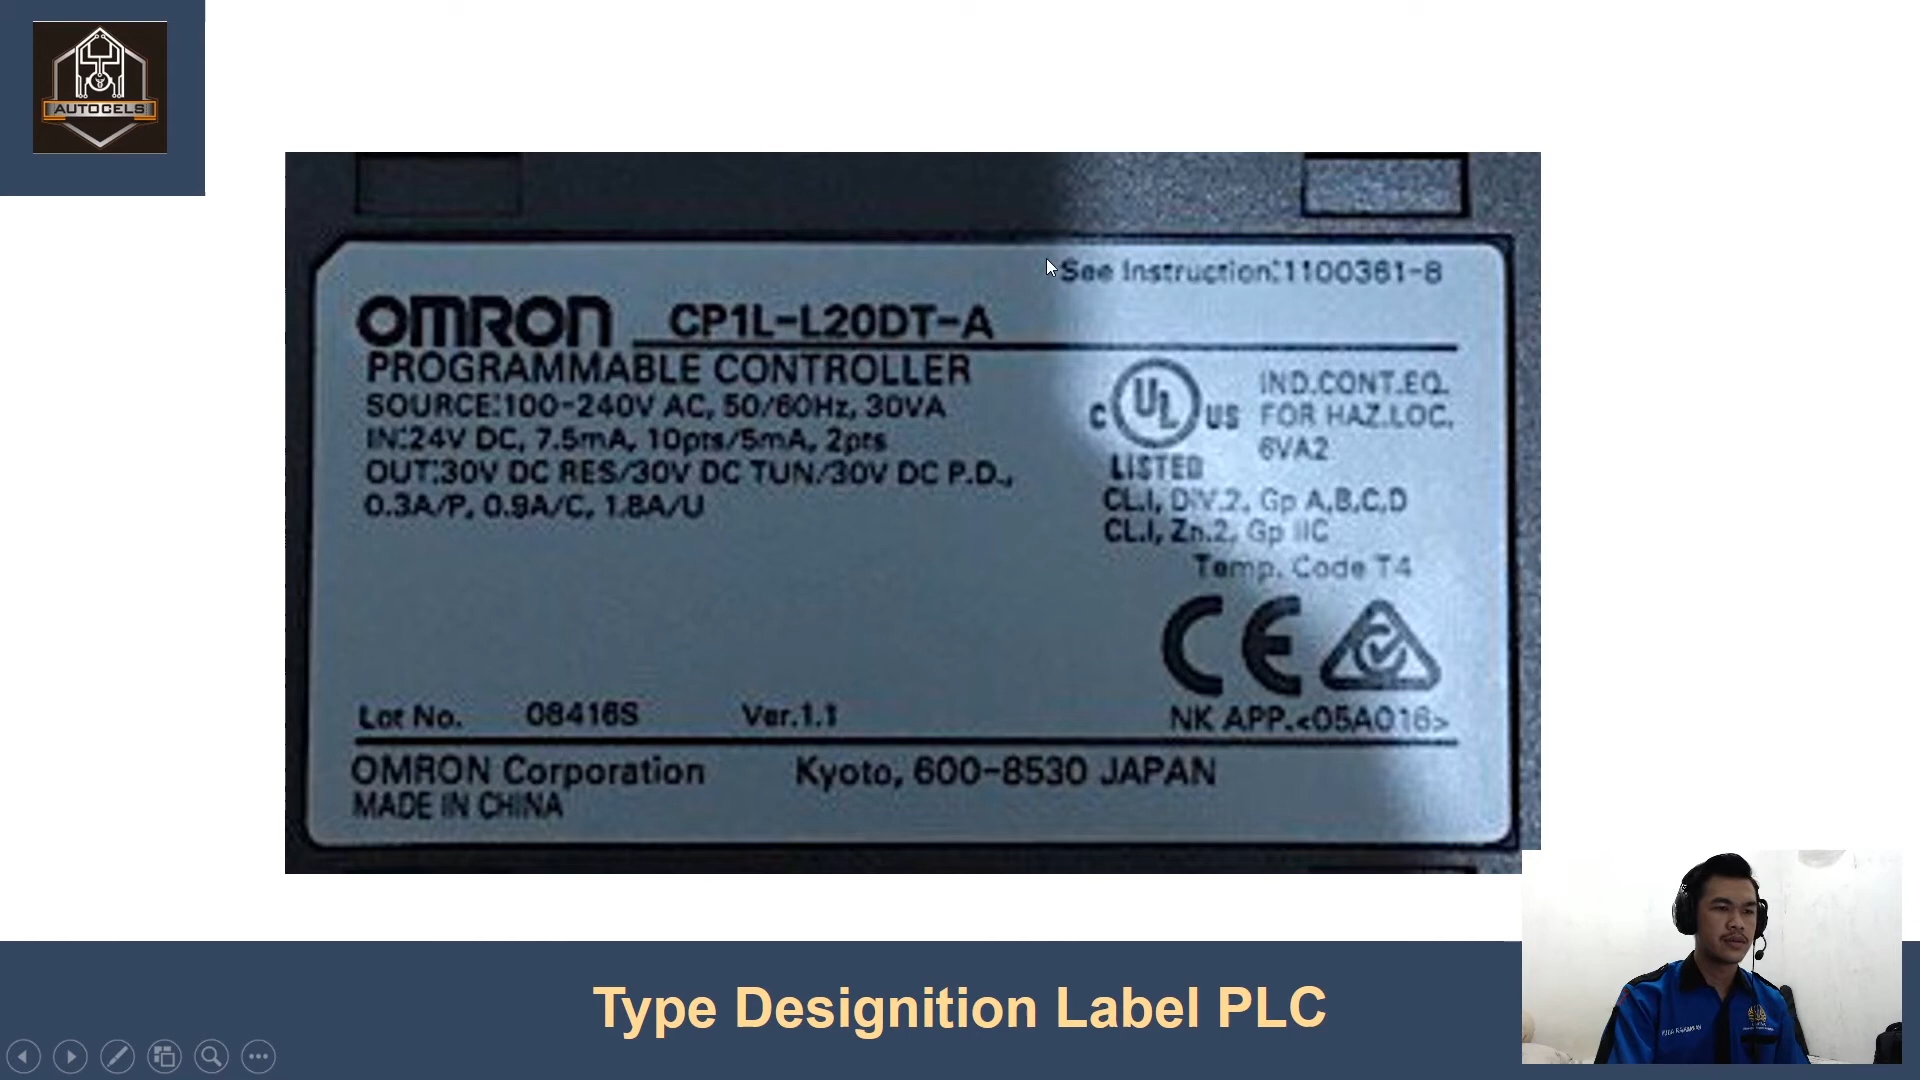 AUTOCELS
See Instruction:1100361-8
OMRON CP1L-L20DT-A
PROGRAMMABLE CONTROLLER
SOURCE:100-240V AC, 50/60Hz, 30VA
IN:24V DC, 7.5mA, 10pts/5mA, 2pts
OUT:30V DC RES/30V DC TUN/30V DC P.D.,
0.3A/P, 0.9A/C, 1.8A/U
C UL US
LISTED
IND.CONT.EQ.
FOR HAZ.LOC.
6VA2
CL.I, DIV.2, Gp A,B,C,D
CL.I, Zn.2, Gp IIC
Temp. Code T4
CE
Lot No. 08416S Ver.1.1
NK APP.<05A016>
OMRON Corporation Kyoto, 600-8530 JAPAN
MADE IN CHINA
Type Designition Label PLC